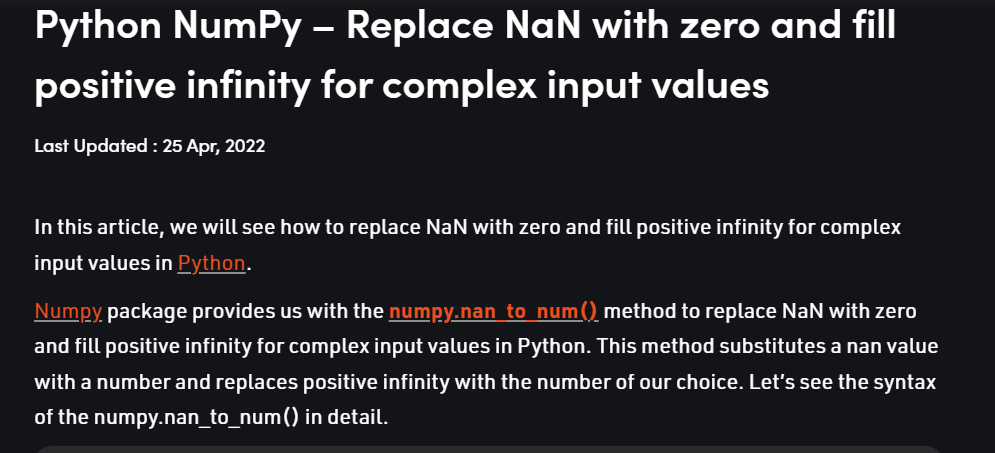 Python NumPy – Replace NaN with zero and fill
positive infinity for complex input values
Last Updated : 25 Apr, 2022
In this article, we will see how to replace NaN with zero and fill positive infinity for complex
input values in Python.
Numpy package provides us with the numpy.nan_to_num() method to replace NaN with zero
and fill positive infinity for complex input values in Python. This method substitutes a nan value
with a number and replaces positive infinity with the number of our choice. Let's see the syntax
of the numpy.nan_to_num() in detail.